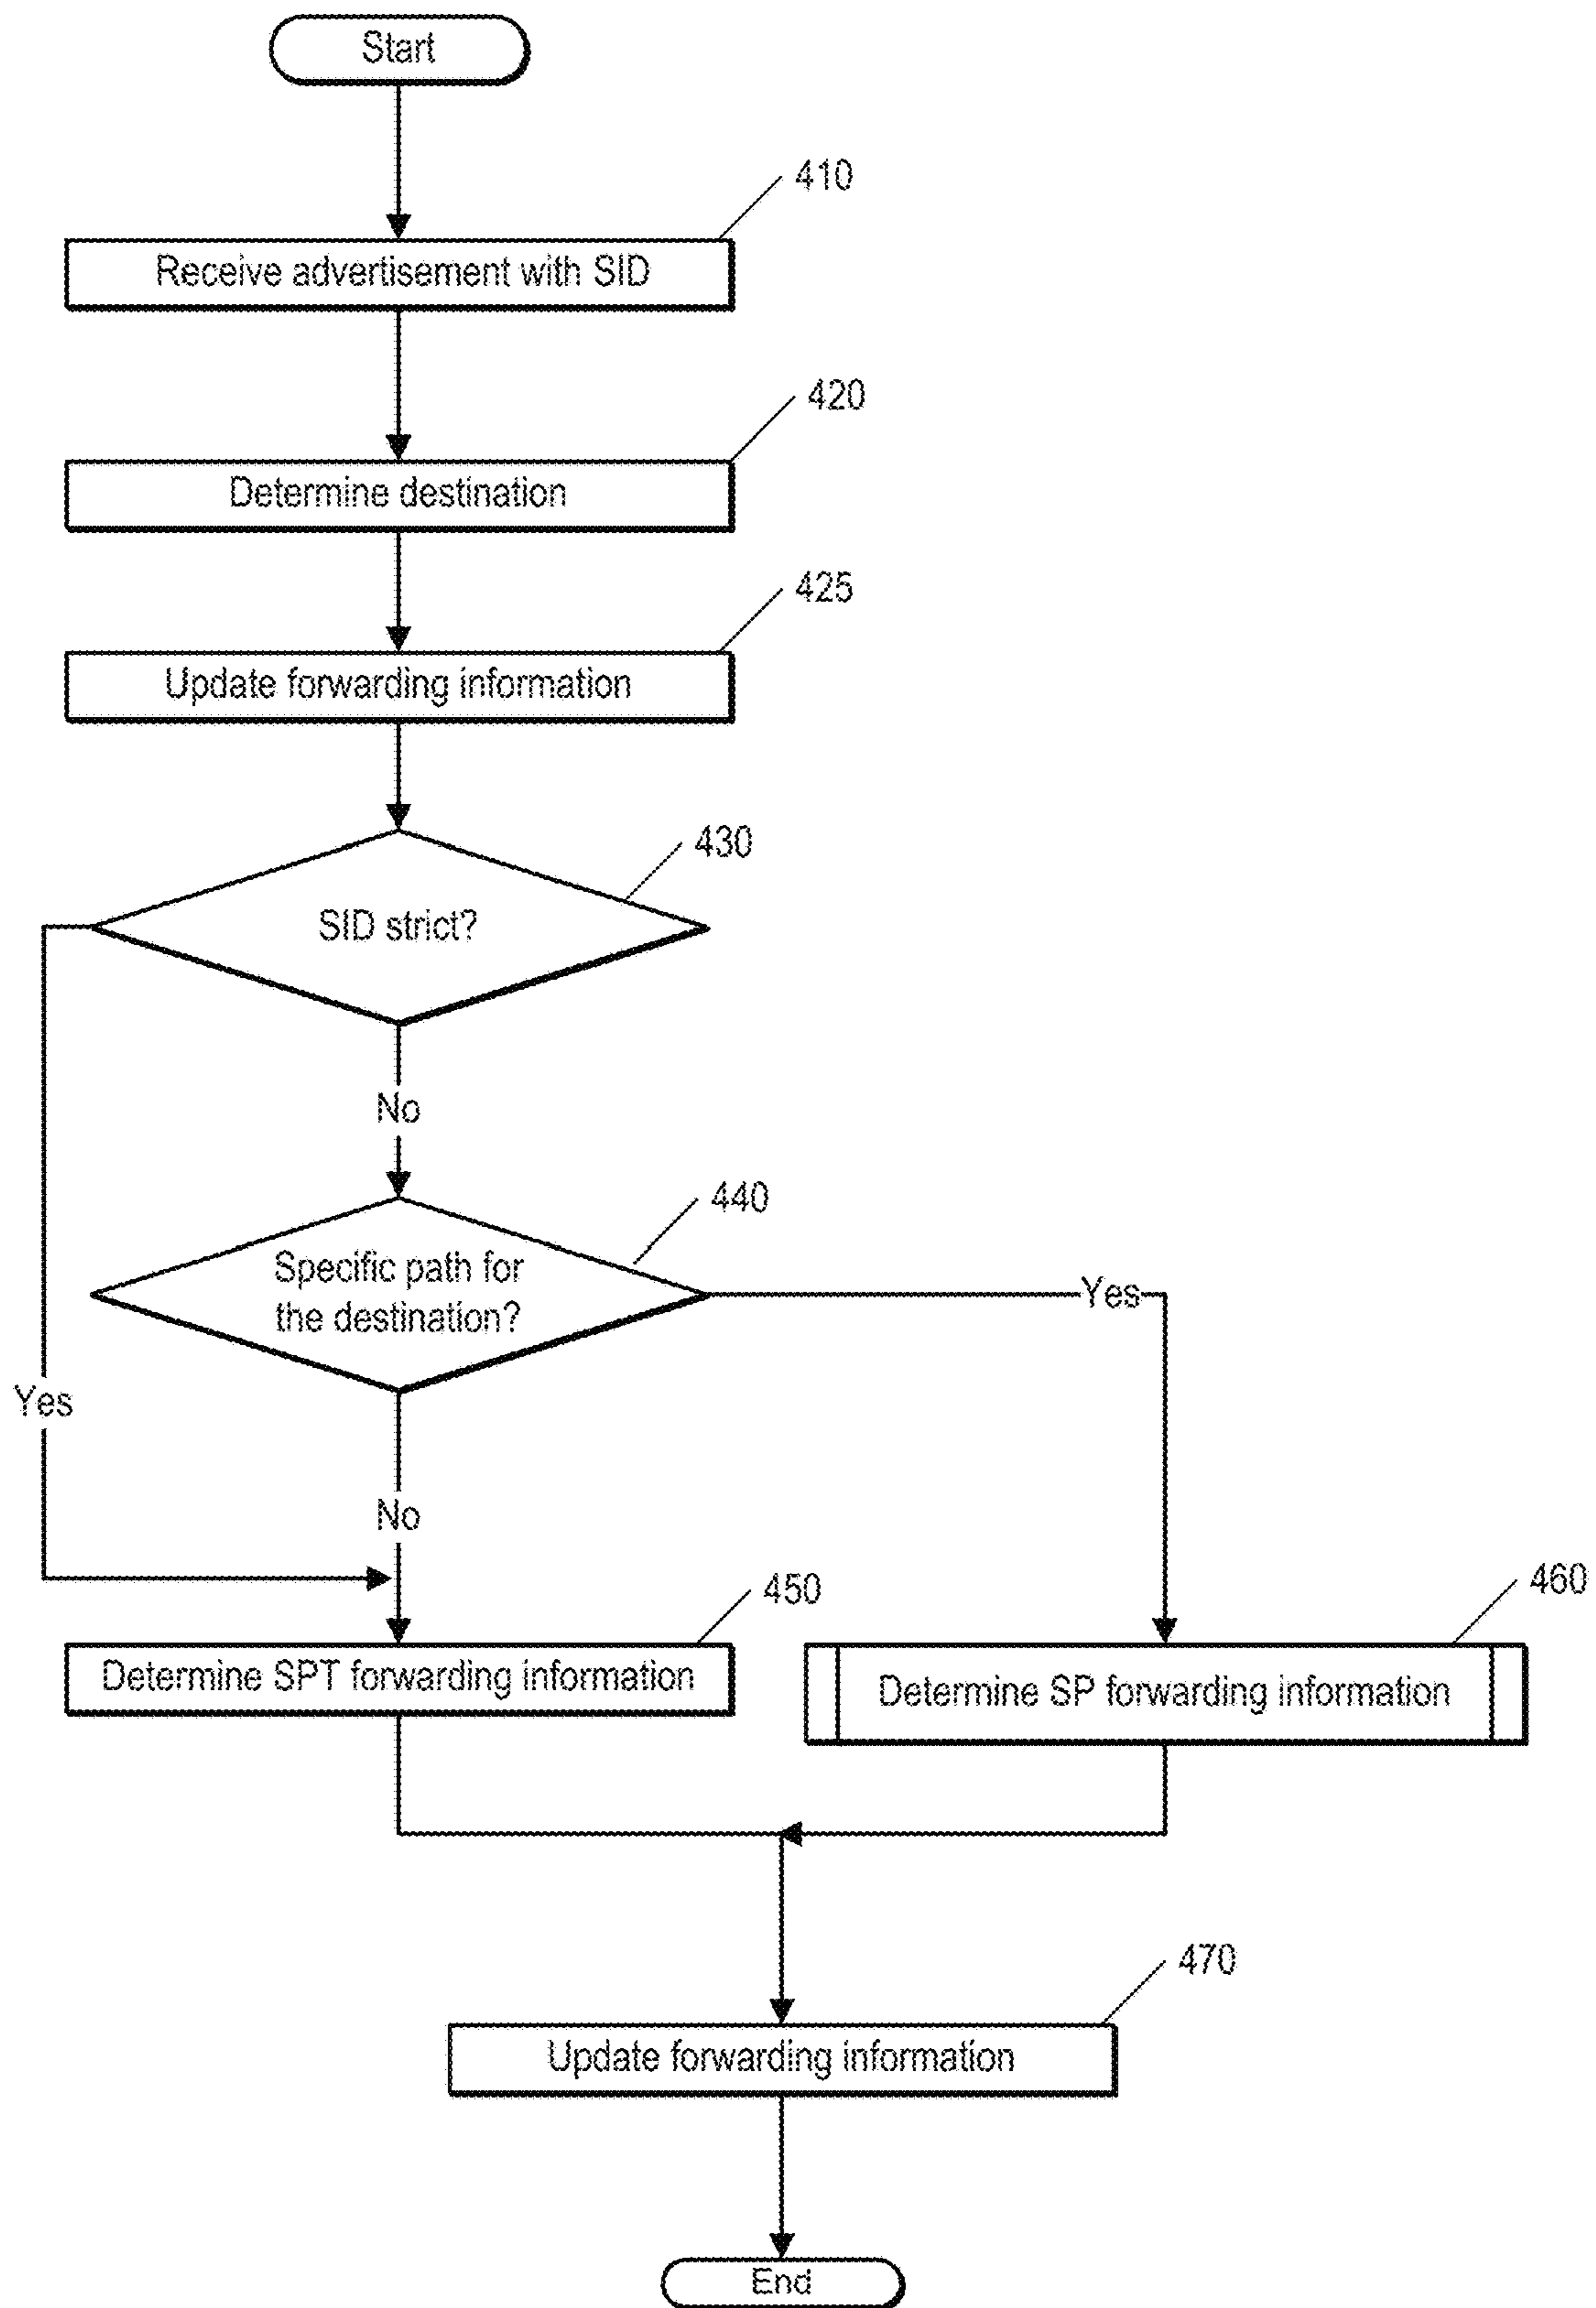 Start
410
Receive advertisement with SID
420
Determine destination
425
Update forwarding information
430
SID strict?
No
440
Specific path for
the destination?
Yes
Yes
No
450
460
Determine SPT forwarding information
Determine SP forwarding information
470
Update forwarding information
End